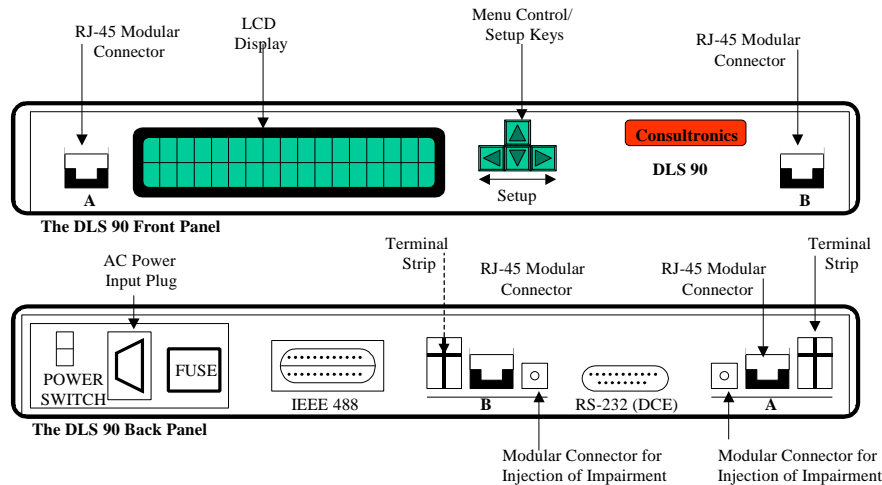 RJ-45 Modular
Connector
LCD
Display
Menu Control/
Setup Keys
RJ-45 Modular
Connector
Consultronics
DLS 90
A
Setup
B
The DLS 90 Front Panel
AC Power
Input Plug
Terminal
Strip
RJ-45 Modular
Connector
RJ-45 Modular
Connector
Terminal
Strip
POWER
SWITCH
FUSE
IEEE 488
B
RS-232 (DCE)
A
The DLS 90 Back Panel
Modular Connector for
Injection of Impairment
Modular Connector for
Injection of Impairment